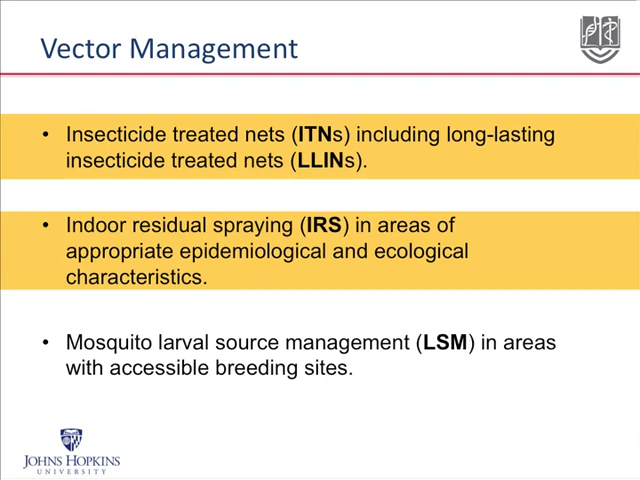 Vector Management
• Insecticide treated nets (ITNs) including long-lasting
insecticide treated nets (LLINs).
• Indoor residual spraying (IRS) in areas of
appropriate epidemiological and ecological
characteristics.
• Mosquito larval source management (LSM) in areas
with accessible breeding sites.
JOHNS HOPKINS
UNIVERSITY